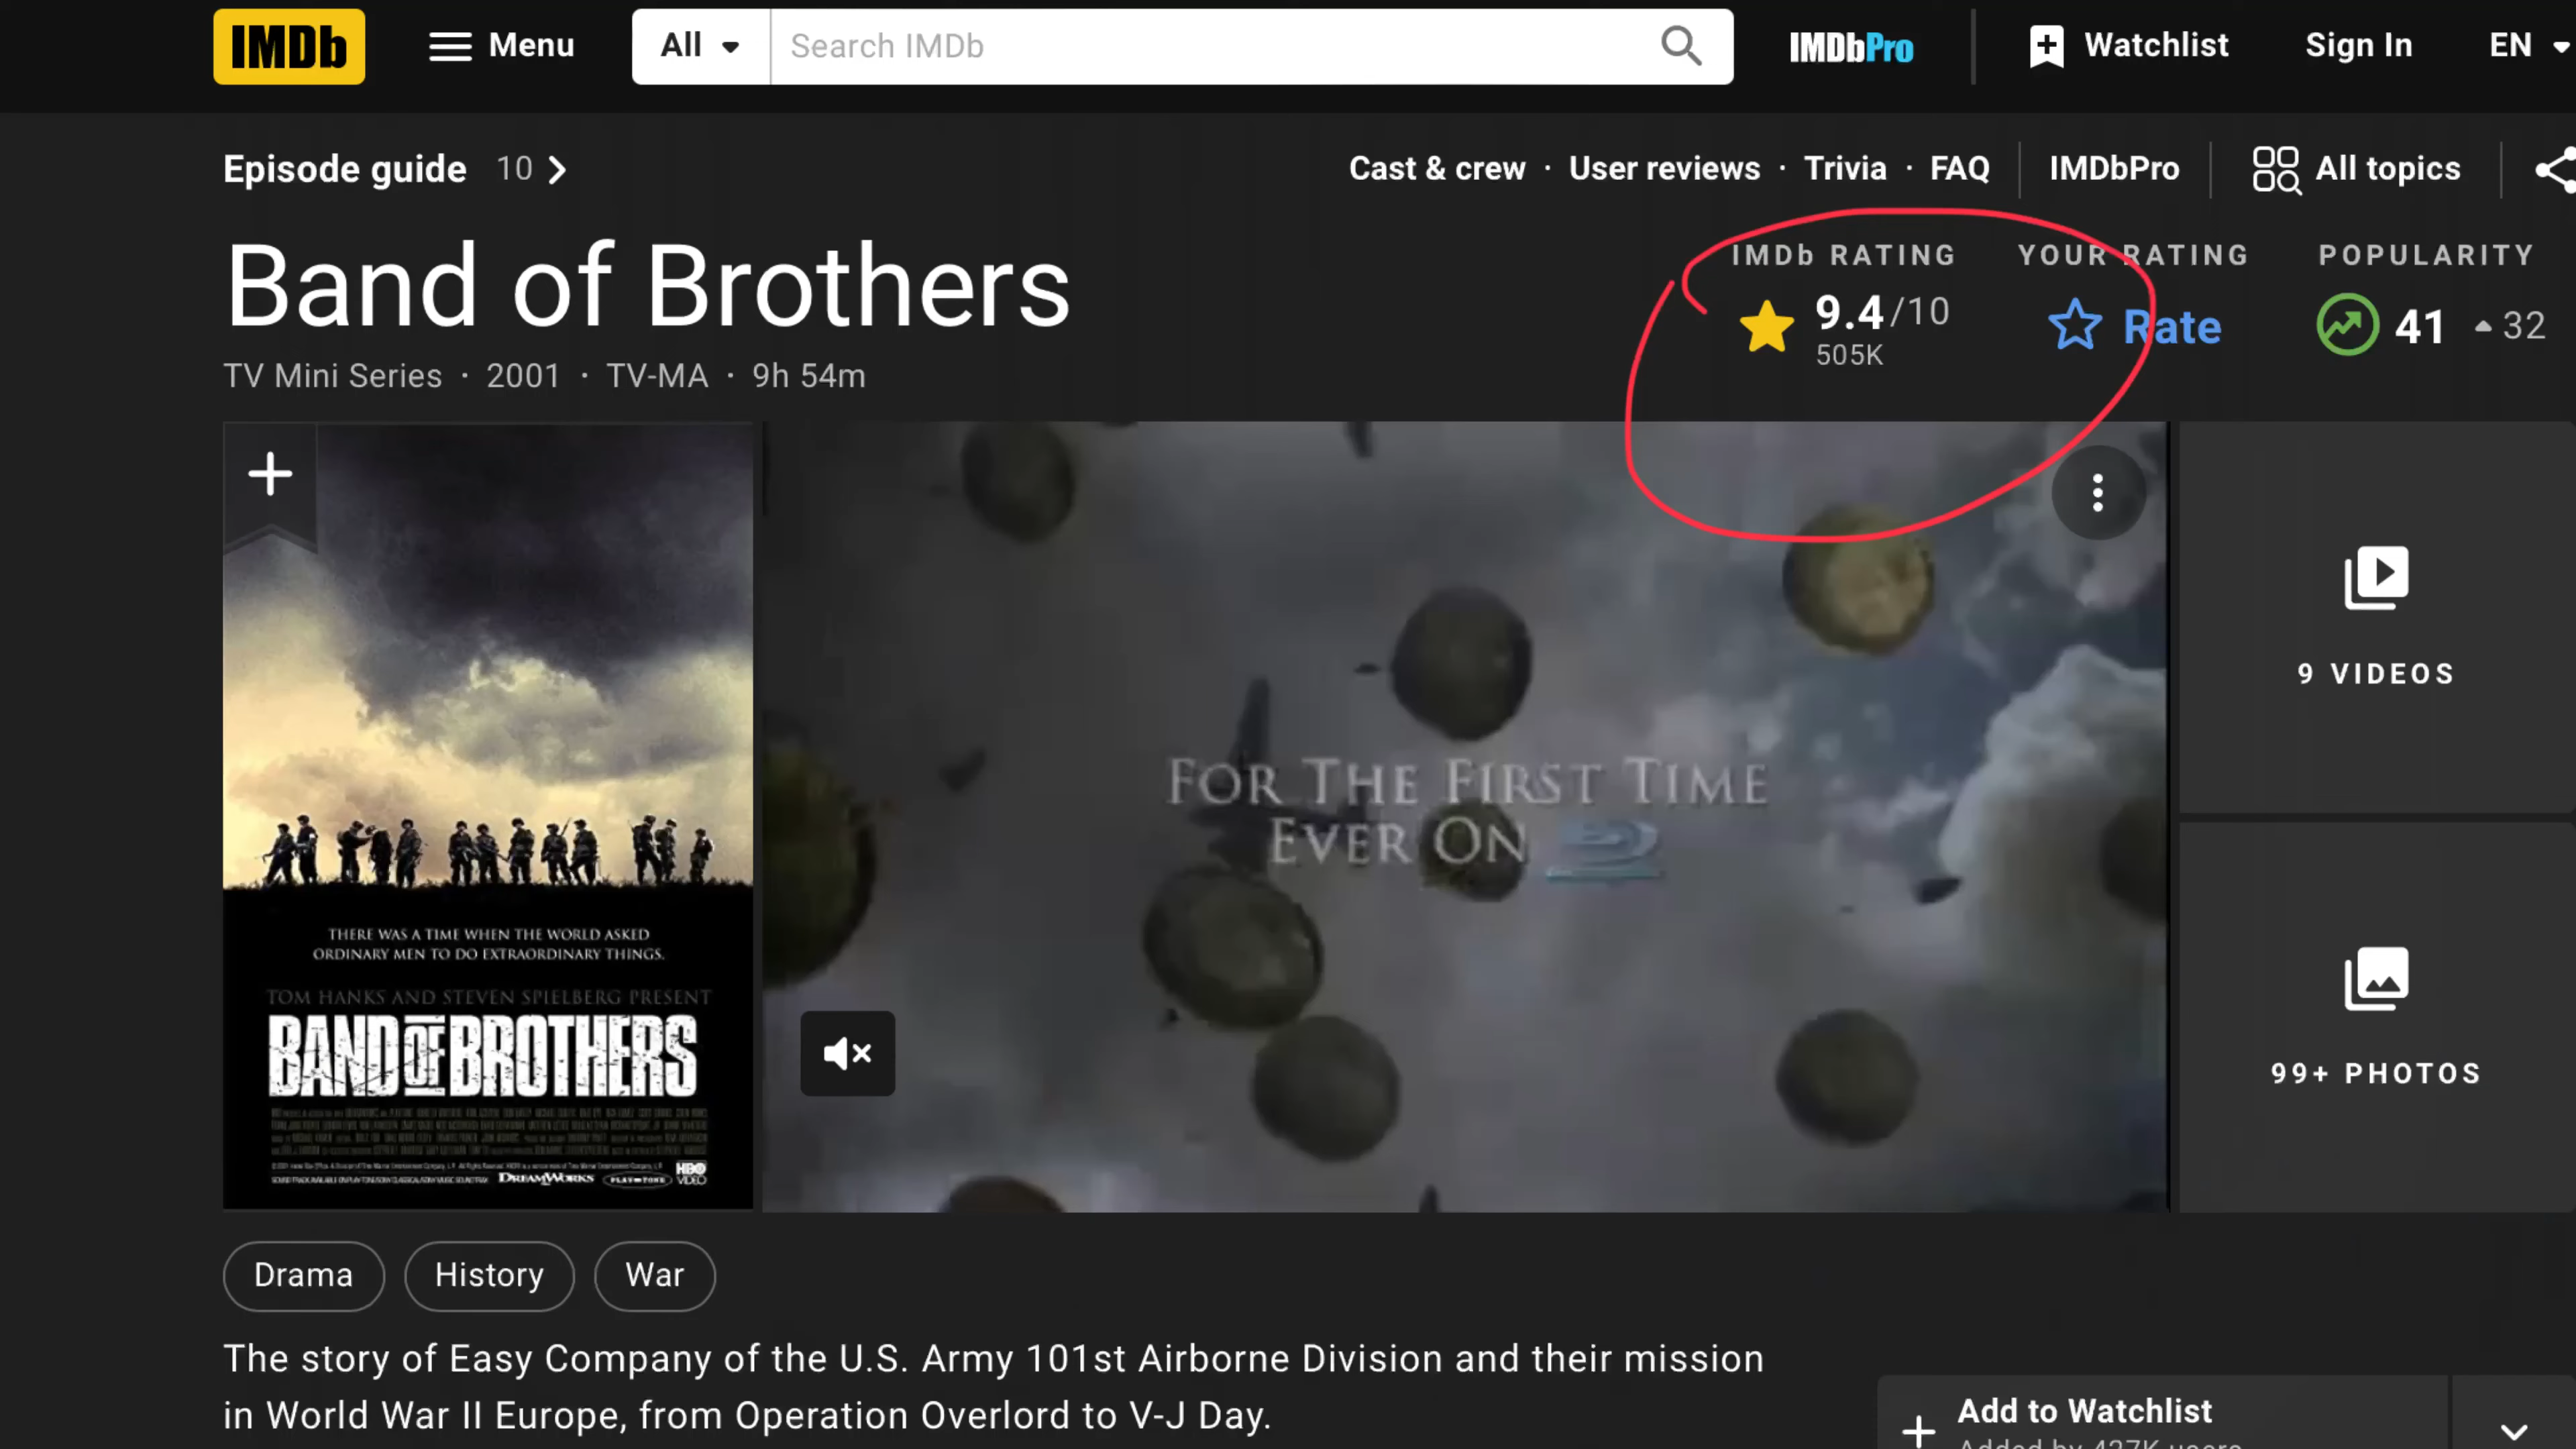 IMDb
Menu
All
Search IMDb
IMDbPro
Watchlist
Sign In
EN
Episode guide 10
Cast & crew · User reviews · Trivia · FAQ
IMDbPro
All topics
Band of Brothers
TV Mini Series · 2001 · TV-MA · 9h 54m
IMDb RATING
9.4/10
505K
YOUR RATING
Rate
POPULARITY
41
32
THERE WAS A TIME WHEN THE WORLD ASKED
ORDINARY MEN TO DO EXTRAORDINARY THINGS.
TOM HANKS AND STEVEN SPIELBERG PRESENT
BAND OF BROTHERS
DREAMWORKS
PLAYTONE
HBO
VIDEO
FOR THE FIRST TIME
EVER ON
9 VIDEOS
99+ PHOTOS
Drama
History
War
The story of Easy Company of the U.S. Army 101st Airborne Division and their mission
in World War II Europe, from Operation Overlord to V-J Day.
Add to Watchlist
Added by 427K users